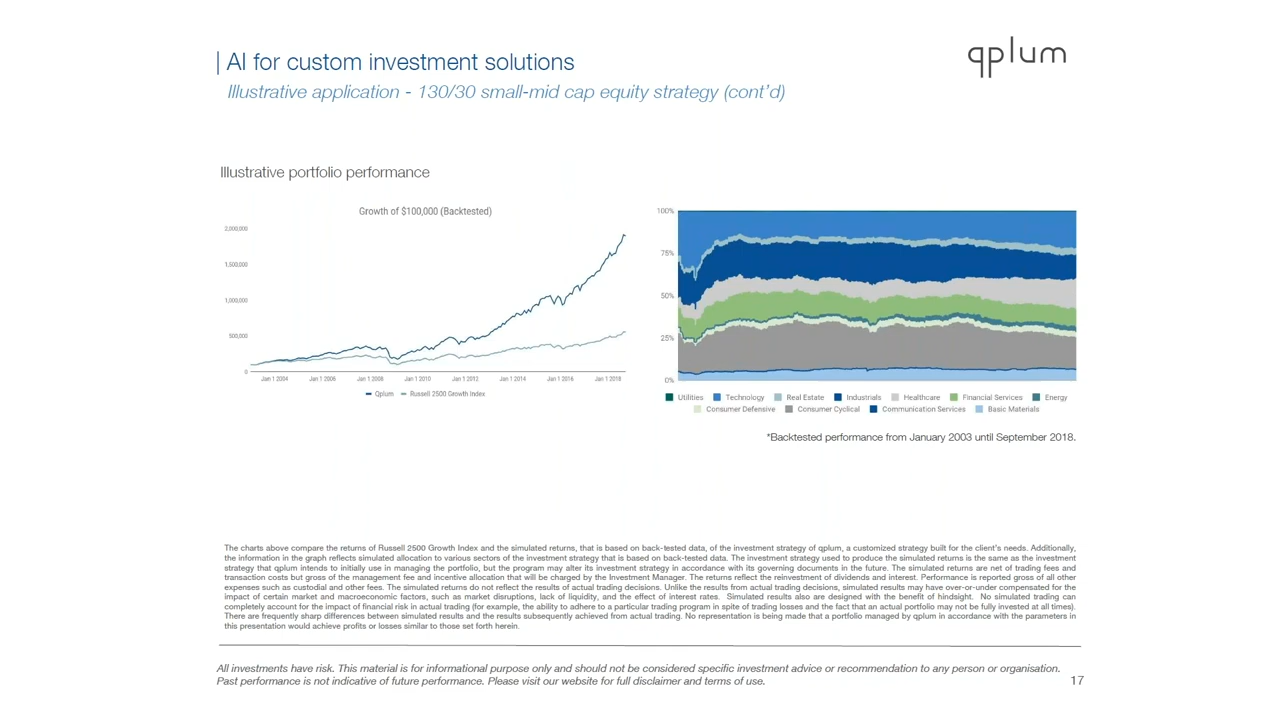 AI for custom investment solutions
qplum
Illustrative application - 130/30 small-mid cap equity strategy (cont'd)
Illustrative portfolio performance
Growth of $100,000 (Backtested)
2,000,000
1,500,000
1,000,000
500,000
0
Jan 1 2004 Jan 1 2006 Jan 1 2008 Jan 1 2010 Jan 1 2012 Jan 1 2014 Jan 1 2016 Jan 1 2018
Qplum Russell 2500 Growth Index
100%
75%
50%
25%
0%
Utilities Technology Real Estate Industrials Healthcare Financial Services Energy
Consumer Defensive Consumer Cyclical Communication Services Basic Materials
*Backtested performance from January 2003 until September 2018.
The charts above compare the returns of Russell 2500 Growth Index and the simulated returns, that is based on back-tested data, of the investment strategy of qplum, a customized strategy built for the client's needs. Additionally,
the information in the graph reflects simulated allocation to various sectors of the investment strategy that is based on back-tested data. The investment strategy used to produce the simulated returns is the same as the investment
strategy that qplum intends to initially use in managing the portfolio, but the program may alter its investment strategy in accordance with its governing documents in the future. The simulated returns are net of trading fees and
transaction costs but gross of the management fee and incentive allocation that will be charged by the Investment Manager. The returns reflect the reinvestment of dividends and interest. Performance is reported gross of all other
expenses such as custodial and other fees. The simulated returns do not reflect the results of actual trading decisions. Unlike the results from actual trading decisions, simulated results may have over-or-under compensated for the
impact of certain market and macroeconomic factors, such as market disruptions, lack of liquidity, and the effect of interest rates. Simulated results also are designed with the benefit of hindsight. No simulated trading can
completely account for the impact of financial risk in actual trading (for example, the ability to adhere to a particular trading program in spite of trading losses and the fact that an actual portfolio may not be fully invested at all times).
There are frequently sharp differences between simulated results and the results subsequently achieved from actual trading. No representation is being made that a portfolio managed by qplum in accordance with the parameters in
this presentation would achieve profits or losses similar to those set forth herein.
All investments have risk. This material is for informational purpose only and should not be considered specific investment advice or recommendation to any person or organisation.
Past performance is not indicative of future performance. Please visit our website for full disclaimer and terms of use.
17